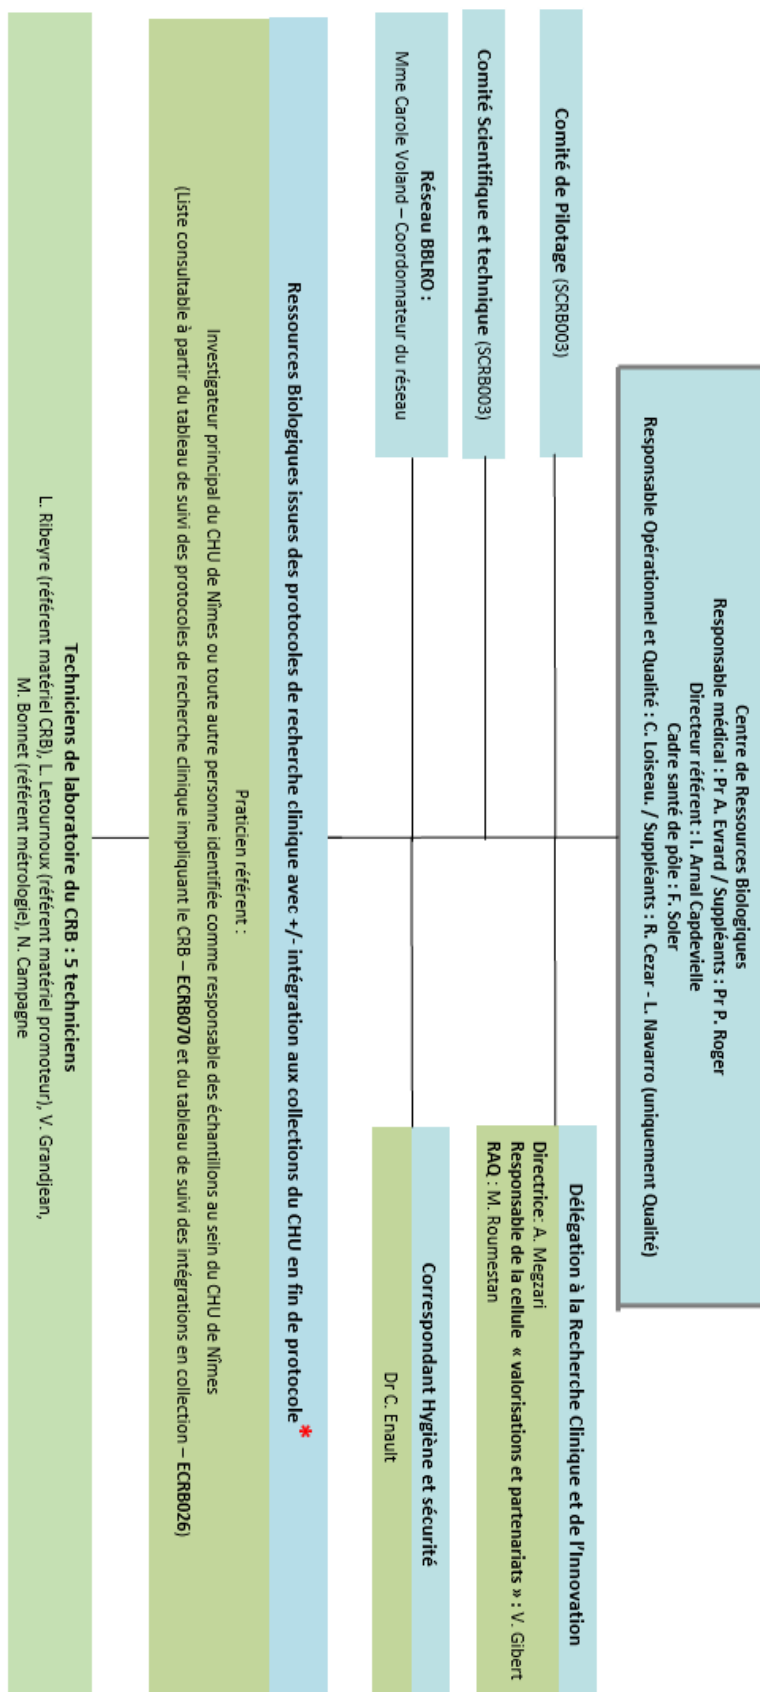 Centre de Ressources Biologiques
Responsable médical : Pr A. Evrard / Suppléants : Pr P. Roger
Directeur référent : I. Arnal Capdevielle
Cadre santé de pôle : F. Soler
Responsable Opérationnel et Qualité : C. Loiseau. / Suppléants : R. Cezar - L. Navarro (uniquement Qualité)
Comité de Pilotage (SCRB003)
Délégation à la Recherche Clinique et de l'Innovation
Directrice: A. Megzari
Responsable de la cellule « valorisations et partenariats » : V. Gibert
RAQ : M. Roumestan
Comité Scientifique et technique (SCRB003)
Réseau BBLRO :
Mme Carole Voland – Coordonnateur du réseau
Correspondant Hygiène et sécurité
Dr C. Enault
Ressources Biologiques issues des protocoles de recherche clinique avec +/- intégration aux collections du CHU en fin de protocole *
Praticien référent :
Investigateur principal du CHU de Nîmes ou toute autre personne identifiée comme responsable des échantillons au sein du CHU de Nîmes
(Liste consultable à partir du tableau de suivi des protocoles de recherche clinique impliquant le CRB – ECRB070 et du tableau de suivi des intégrations en collection – ECRB026)
Techniciens de laboratoire du CRB : 5 techniciens
L. Ribeyre (référent matériel CRB), L. Letournoux (référent matériel promoteur), V. Grandjean,
M. Bonnet (référent métrologie), N. Campagne